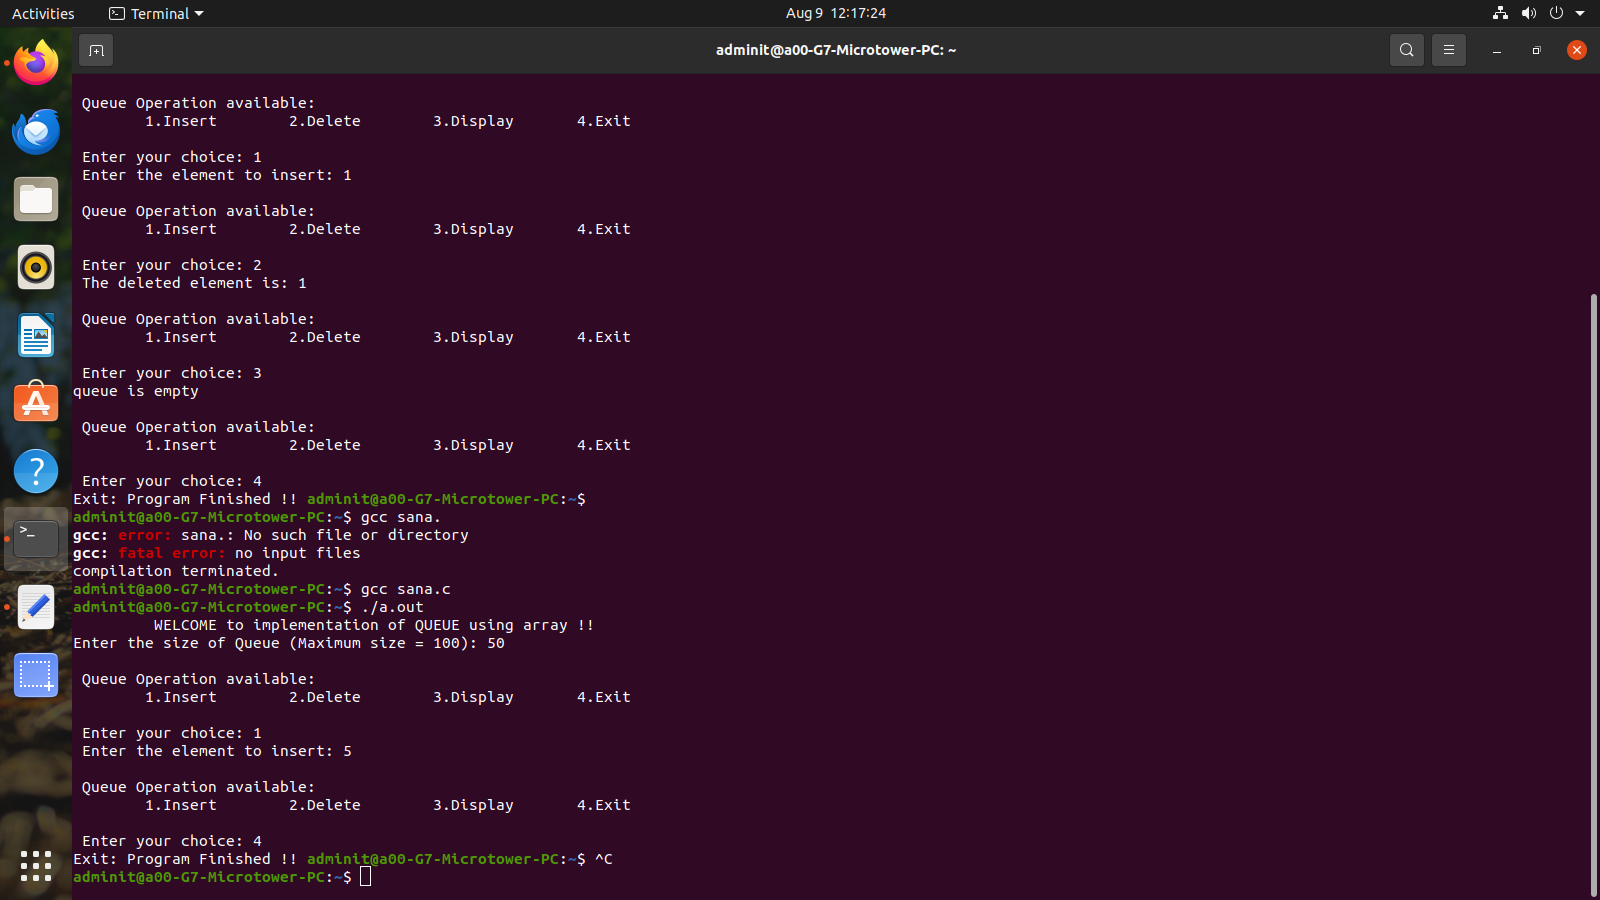 Activities Terminal Aug 9 12:17:24
adminit@a00-G7-Microtower-PC: ~
Queue Operation available:
1.Insert 2.Delete 3.Display 4.Exit
Enter your choice: 1
Enter the element to insert: 1
Queue Operation available:
1.Insert 2.Delete 3.Display 4.Exit
Enter your choice: 2
The deleted element is: 1
Queue Operation available:
1.Insert 2.Delete 3.Display 4.Exit
Enter your choice: 3
queue is empty
Queue Operation available:
1.Insert 2.Delete 3.Display 4.Exit
Enter your choice: 4
Exit: Program Finished !! adminit@a00-G7-Microtower-PC:~$
adminit@a00-G7-Microtower-PC:~$ gcc sana.
gcc: error: sana.: No such file or directory
gcc: fatal error: no input files
compilation terminated.
adminit@a00-G7-Microtower-PC:~$ gcc sana.c
adminit@a00-G7-Microtower-PC:~$ ./a.out
WELCOME to implementation of QUEUE using array !!
Enter the size of Queue (Maximum size = 100): 50
Queue Operation available:
1.Insert 2.Delete 3.Display 4.Exit
Enter your choice: 1
Enter the element to insert: 5
Queue Operation available:
1.Insert 2.Delete 3.Display 4.Exit
Enter your choice: 4
Exit: Program Finished !! adminit@a00-G7-Microtower-PC:~$ ^C
adminit@a00-G7-Microtower-PC:~$